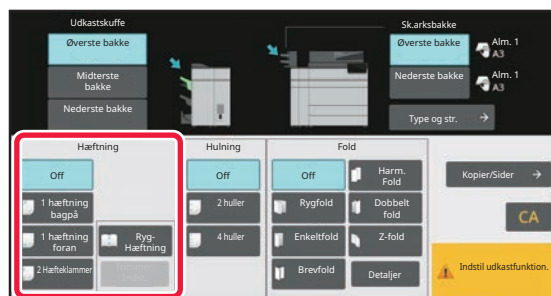 Udkastskuffe
Øverste bakke
Midterste
bakke
Nederste bakke
Sk.arksbakke
Øverste bakke
Alm. 1
A3
Nederste bakke
Alm. 1
A3
Type og str.
Hæftning
Off
1 hæftning
bagpå
1 hæftning
foran
2 Hæfteklammer
Ryg-
Hæftning
Hulning
Off
2 huller
4 huller
Fold
Off
Rygfold
Enkeltfold
Brevfold
Harm.
Fold
Dobbelt
fold
Z-fold
Detaljer
Kopier/Sider
CA
Indstil udkastfunktion.